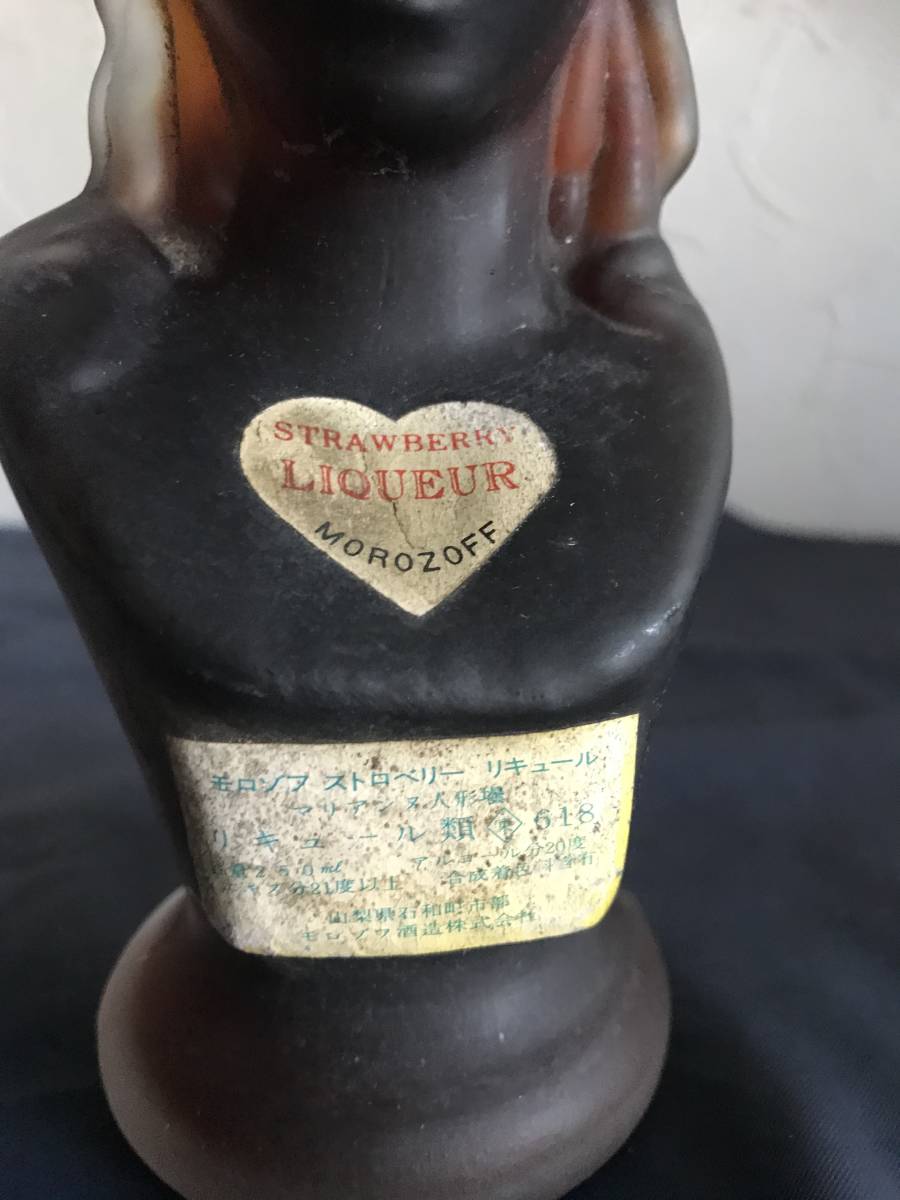 STRAWBERRY
LIQUEUR
MOROZOFF
モロゾフ ストロベリー リキュール
マリアンヌ人形壜
リキュール類 618
量250ml アルコール分20度
キス分21度以上 合成着色料含有
山梨県石和町市部
モロゾフ酒造株式会社